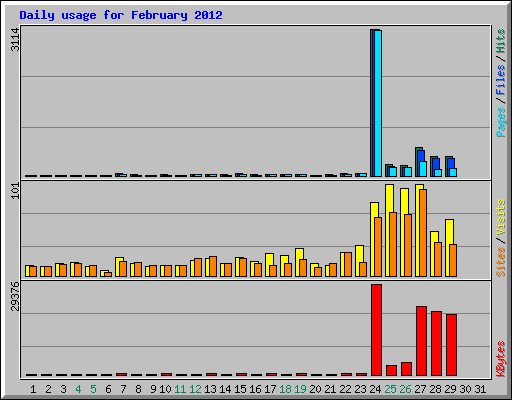 Daily usage for February 2012
3114
Pages / Files / Hits
101
Sites / Visits
29376
KBytes
1 2 3 4 5 6 7 8 9 10 11 12 13 14 15 16 17 18 19 20 21 22 23 24 25 26 27 28 29 30 31